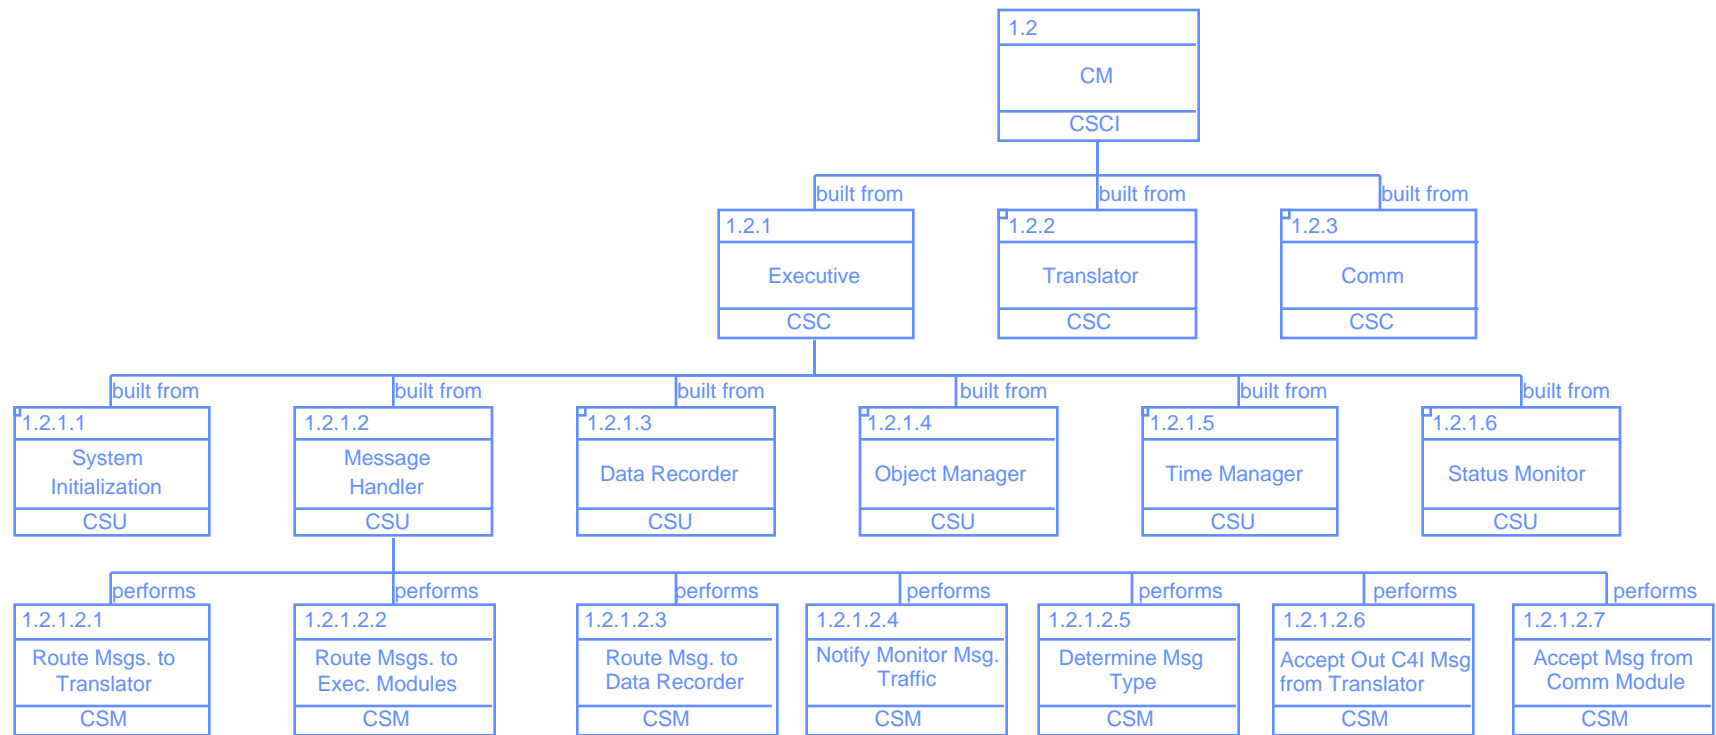 1.2
CM
CSCI
built from
built from
built from
1.2.1
1.2.2
1.2.3
Executive
Translator
Comm
CSC
CSC
CSC
built from
built from
built from
built from
built from
built from
1.2.1.1
1.2.1.2
1.2.1.3
1.2.1.4
1.2.1.5
1.2.1.6
System
Initialization
Message
Handler
Data Recorder
Object Manager
Time Manager
Status Monitor
CSU
CSU
CSU
CSU
CSU
CSU
performs
performs
performs
performs
performs
performs
performs
1.2.1.2.1
1.2.1.2.2
1.2.1.2.3
1.2.1.2.4
1.2.1.2.5
1.2.1.2.6
1.2.1.2.7
Route Msgs. to
Translator
Route Msgs. to
Exec. Modules
Route Msg. to
Data Recorder
Notify Monitor Msg.
Traffic
Determine Msg
Type
Accept Out C4I Msg
from Translator
Accept Msg from
Comm Module
CSM
CSM
CSM
CSM
CSM
CSM
CSM